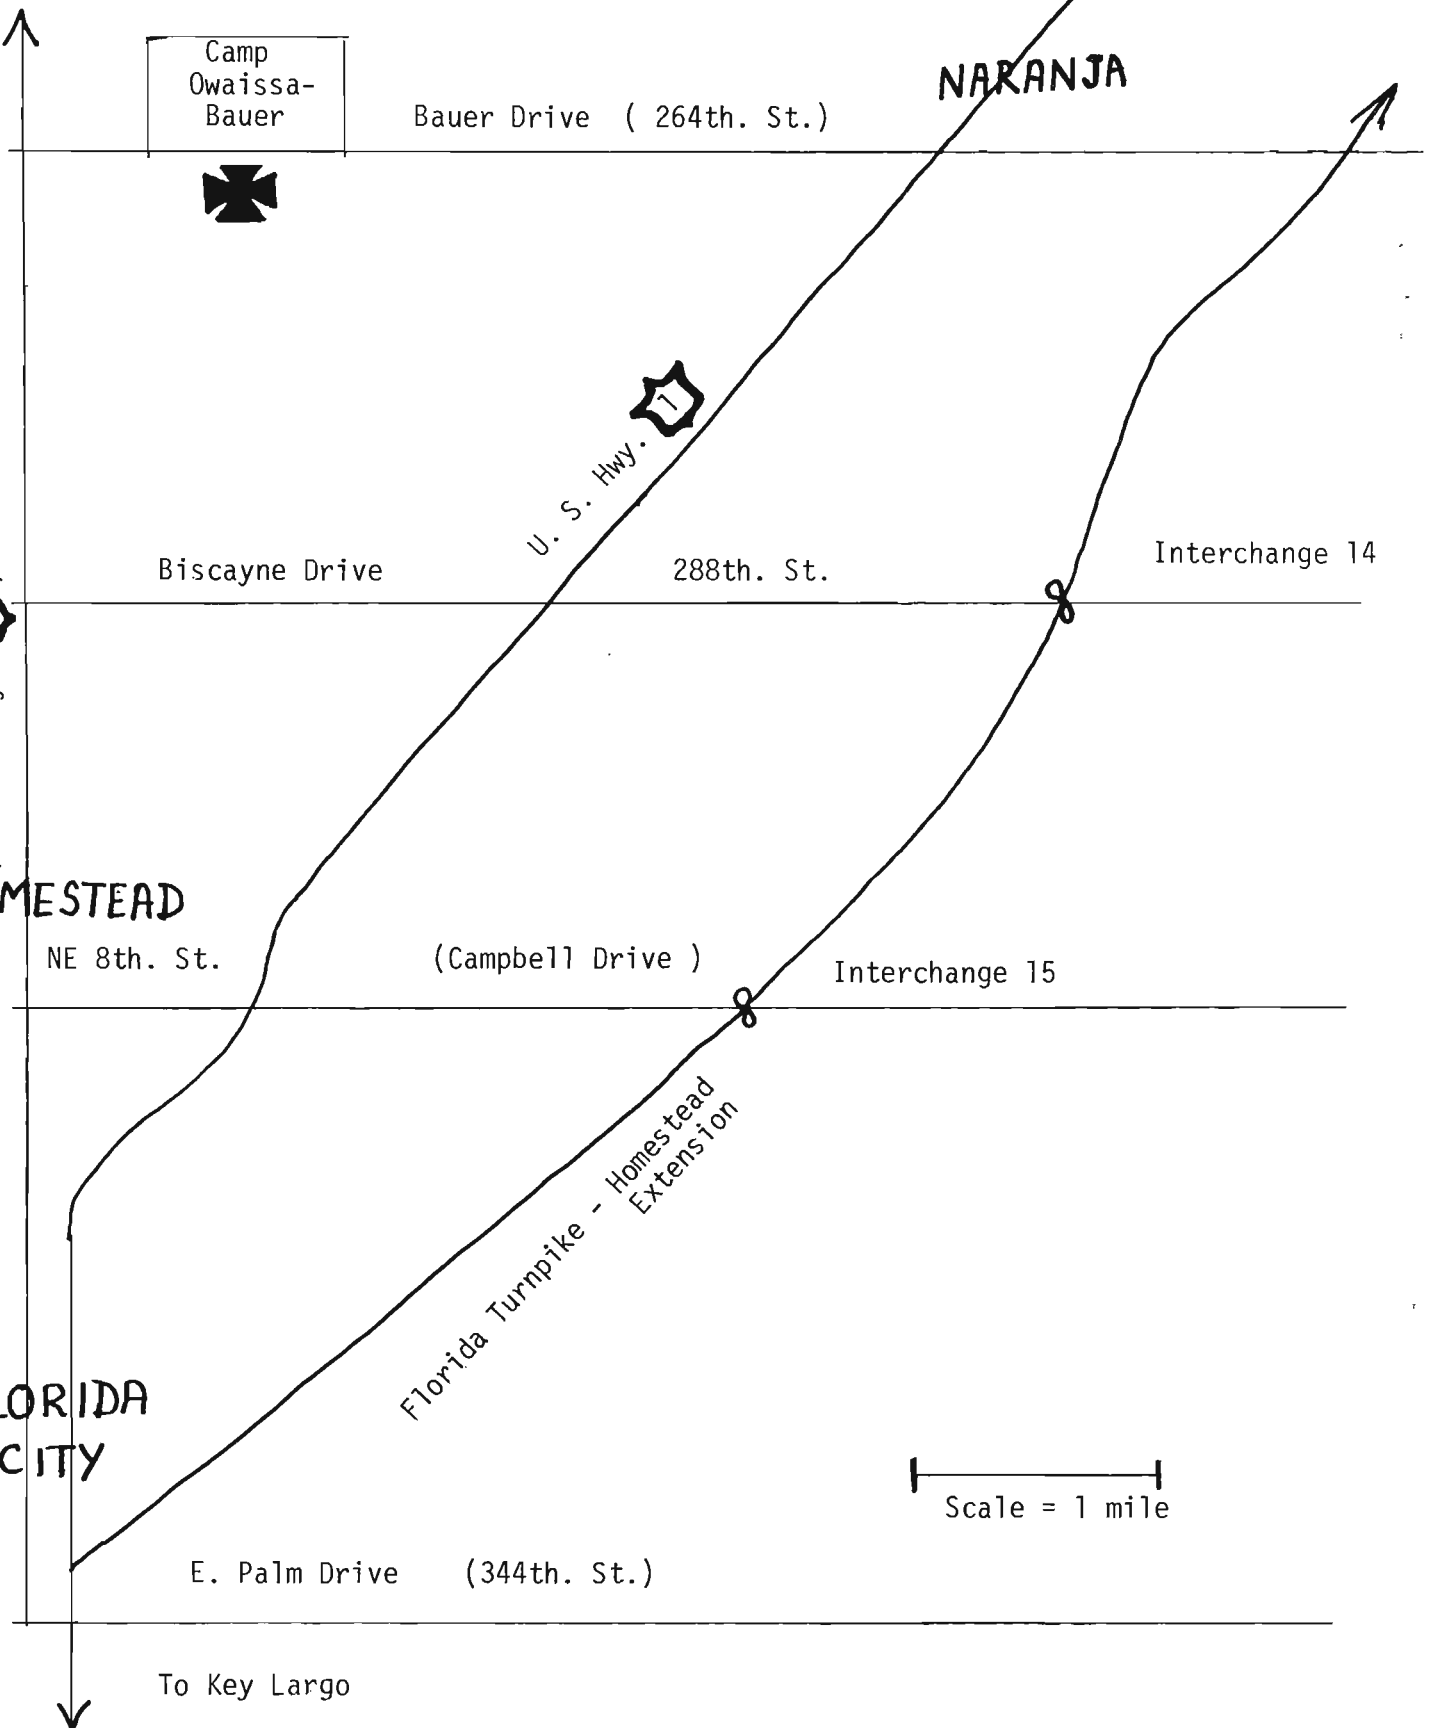 Camp
Owaissa-
Bauer
Bauer Drive ( 264th. St.)
NARANJA
U. S. Hwy. 1
Biscayne Drive 288th. St.
Interchange 14
MESTEAD
NE 8th. St. (Campbell Drive )
Interchange 15
Florida Turnpike - Homestead
Extension
LORIDA
CITY
Scale = 1 mile
E. Palm Drive (344th. St.)
To Key Largo